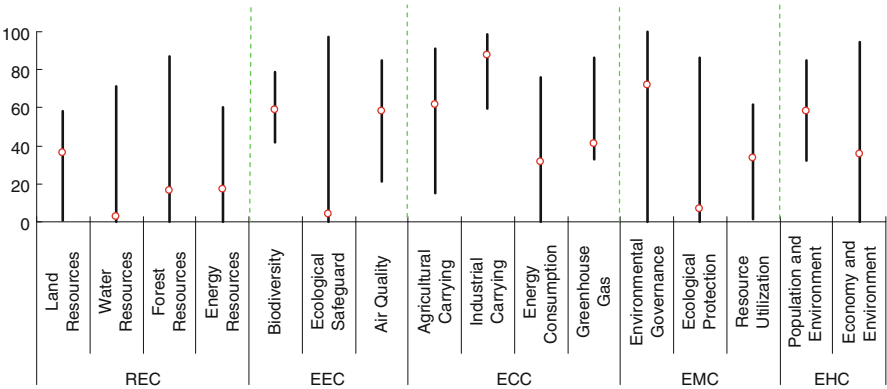 100
80
60
40
20
0
Land
Resources
Water
Resources
Forest
Resources
Energy
Resources
Biodiversity
Ecological
Safeguard
Air Quality
Agricultural
Carrying
Industrial
Carrying
Energy
Consumption
Greenhouse
Gas
Environmental
Governance
Ecological
Protection
Resource
Utilization
Population and
Environment
Economy and
Environment
REC
EEC
ECC
EMC
EHC